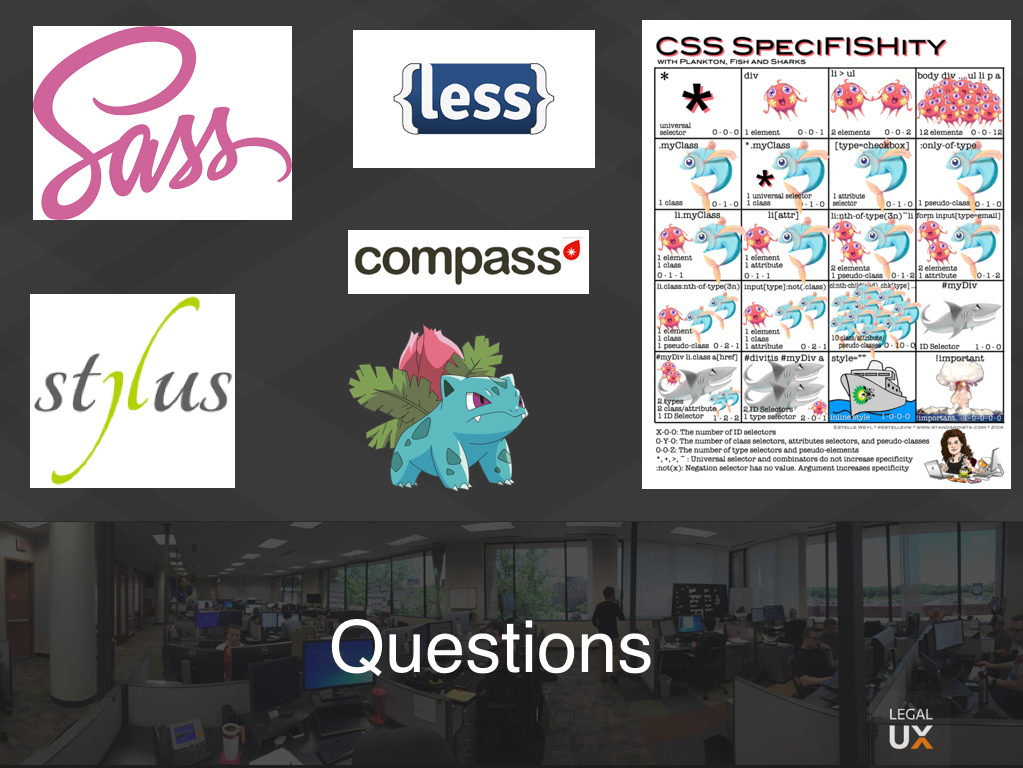 Sass
{less}
compass
stylus
CSS SpeciFISHity
with Plankton, Fish and Sharks
*
*
universal
selector
0-0-0
div
1 element
0-0-1
li > ul
2 elements
0-0-2
body div ....ul li p a
12 elements
0-0-12
.myClass
1 class
0-1-0
*.myClass
*
1 universal selector
1 class
0-1-0
[type=checkbox]
1 attribute
selector
0-1-0
:only-of-type
1 pseudo-class
0-1-0
li.myClass
1 element
1 class
0-1-1
li[attr]
1 element
1 attribute
0-1-1
li:nth-of-type(3n)~li
2 elements
1 pseudo-class
0-1-2
form input[type=email]
2 elements
1 attribute
0-1-2
li.class:nth-of-type(3n)
1 element
1 class
1 pseudo-class
0-2-1
input[type]:not(.class)
1 element
1 class
1 attribute
0-2-1
10 class/attribute/
pseudo-classes
0-10-0
#myDiv
ID Selector
1-0-0
#myDiv li.class a[href]
2 types
2 class/attribute
1 ID Selector
1-2-2
#divitis #myDiv a
2 ID Selectors
1 type selector
2-0-1
style=""
inline style
1-0-0-0
!important
!important
1-0-0-0-0
Estelle Weyl * @estellevw * www.standardista.com * 2104
X-0-0: The number of ID selectors
0-Y-0: The number of class selectors, attributes selectors, and pseudo-classes
0-0-Z: The number of type selectors and pseudo-elements
*, +, >, ~ : Universal selector and combinators do not increase specificity
:not(x): Negation selector has no value. Argument increases specificity
Questions
LEGAL
UX